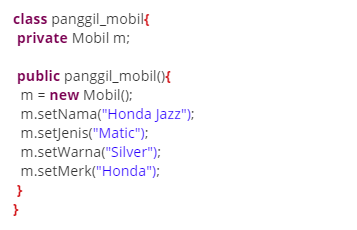 class panggil_mobil{
private Mobil m;
public panggil_mobil(){
m = new Mobil();
m.setNama("Honda Jazz");
m.setJenis("Matic");
m.setWarna("Silver");
m.setMerk("Honda");
}
}